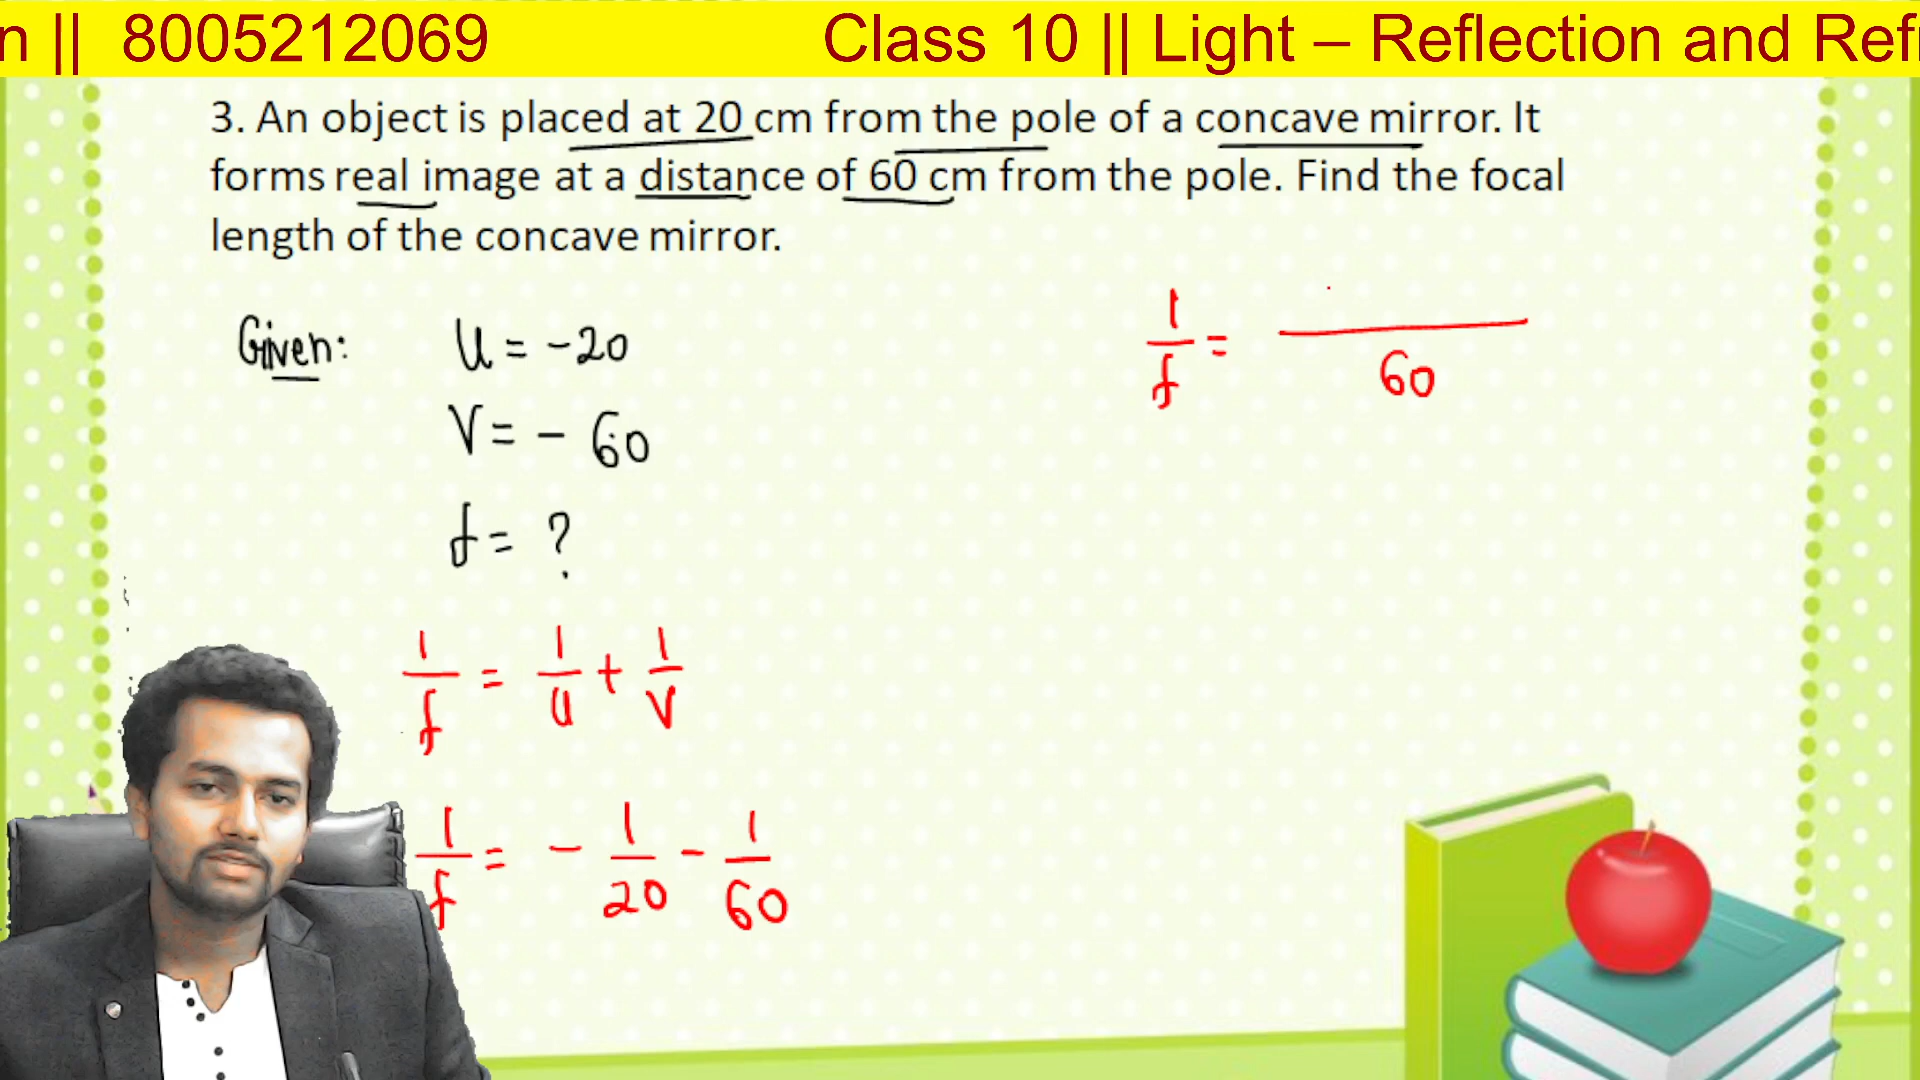 n || 8005212069 Class 10 || Light – Reflection and Ref
3. An object is placed at 20 cm from the pole of a concave mirror. It
forms real image at a distance of 60 cm from the pole. Find the focal
length of the concave mirror.
Given: u = -20
v = - 60
f = ?
1/f = 1/u + 1/v
1/f = - 1/20 - 1/60
1/f = /60